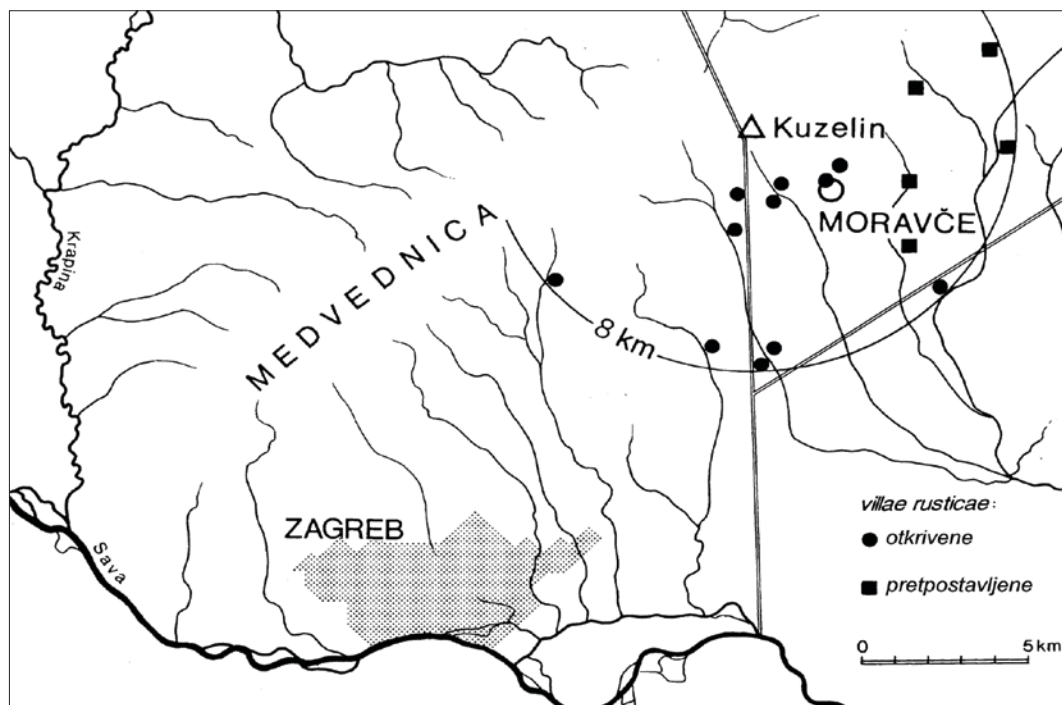 Kuzelin
MORAVČE
MEDVEDNICA
Krapina
8 km
ZAGREB
Sava
villae rusticae:
otkrivene
pretpostavljene
0 5 km